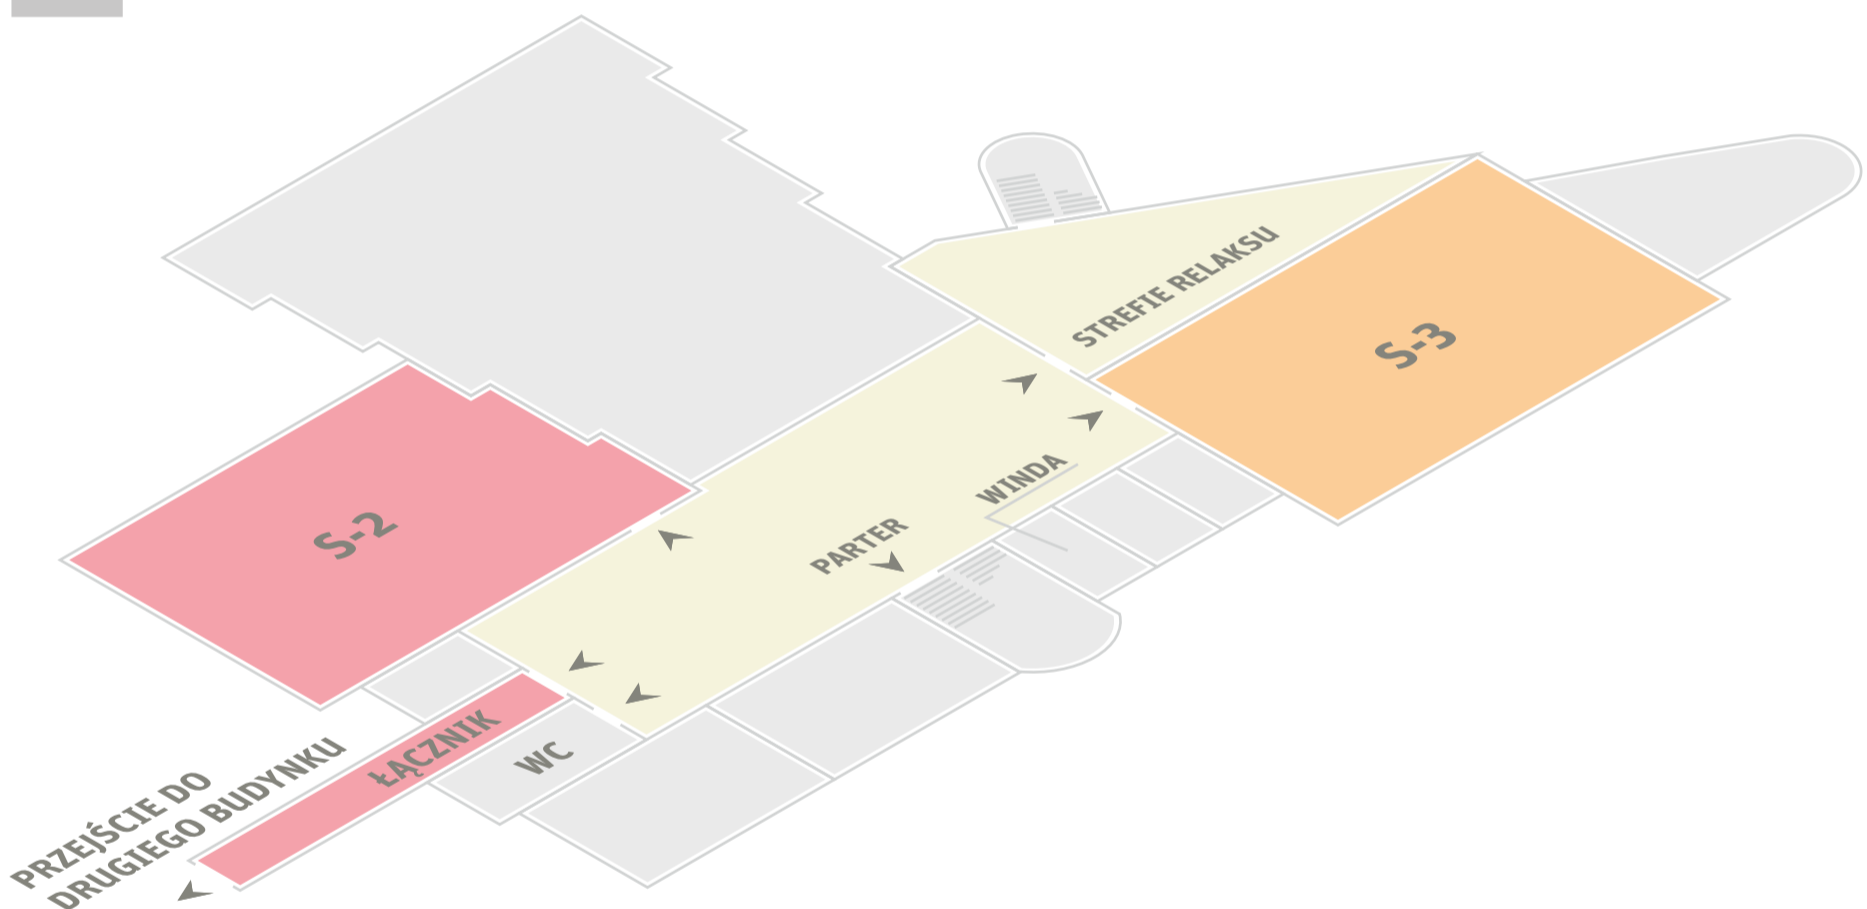 STREFIE RELAKSU
S-3
WINDA
S-2
PARTER
ŁĄCZNIK
WC
PRZEJŚCIE DO
DRUGIEGO BUDYNKU